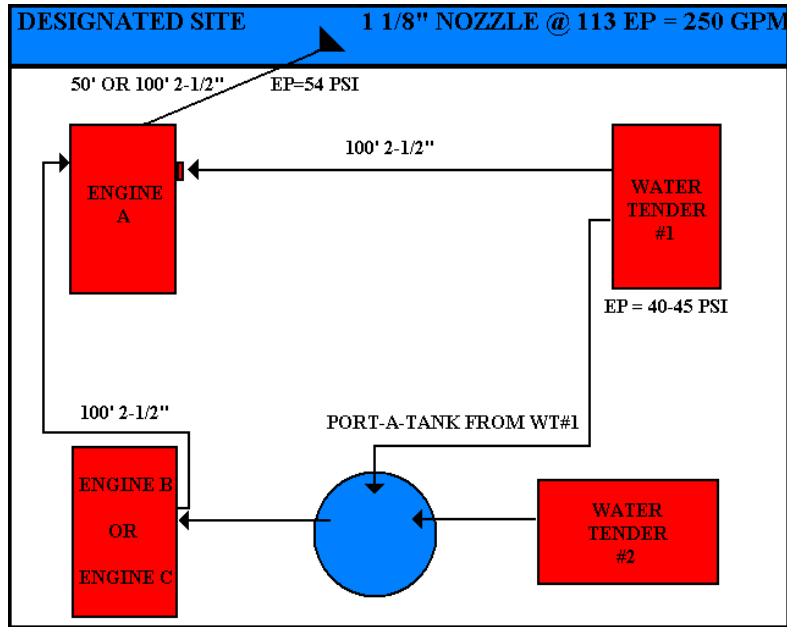 DESIGNATED SITE
1 1/8" NOZZLE @ 113 EP = 250 GPM
50' OR 100' 2-1/2"
EP=54 PSI
100' 2-1/2"
ENGINE
A
WATER
TENDER
#1
EP = 40-45 PSI
100' 2-1/2"
PORT-A-TANK FROM WT#1
ENGINE B
OR
ENGINE C
WATER
TENDER
#2